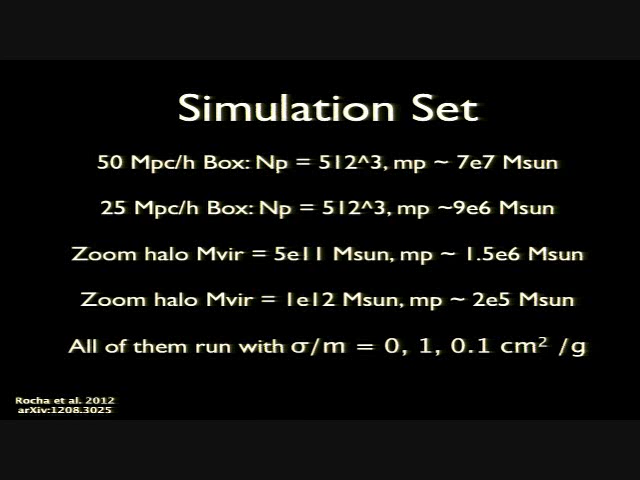 Simulation Set
50 Mpc/h Box: Np = 512^3, mp ~ 7e7 Msun
25 Mpc/h Box: Np = 512^3, mp ~9e6 Msun
Zoom halo Mvir = 5e11 Msun, mp ~ 1.5e6 Msun
Zoom halo Mvir = 1e12 Msun, mp ~ 2e5 Msun
All of them run with σ/m = 0, 1, 0.1 cm² /g
Rocha et al. 2012
arXiv:1208.3025